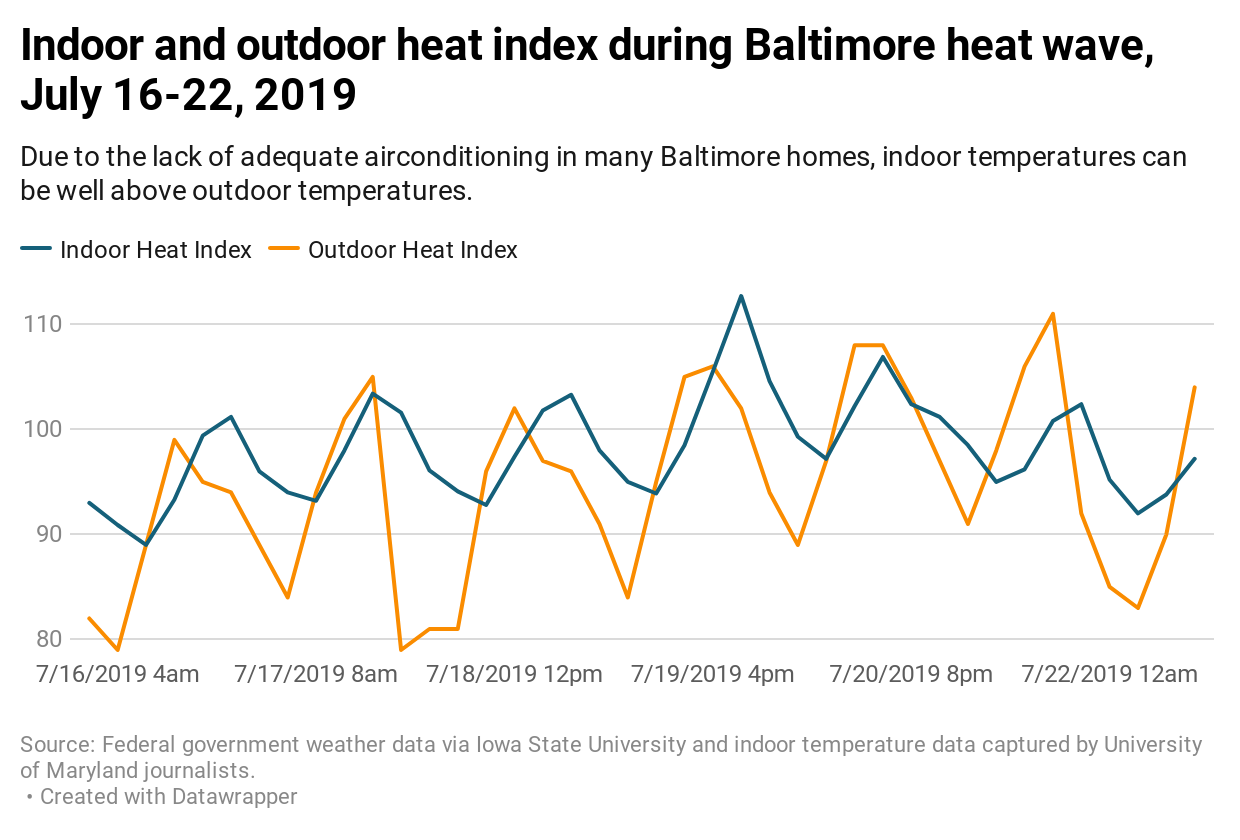 Indoor and outdoor heat index during Baltimore heat wave,
July 16-22, 2019
Due to the lack of adequate airconditioning in many Baltimore homes, indoor temperatures can
be well above outdoor temperatures.
Indoor Heat Index Outdoor Heat Index
110
100
90
80
7/16/2019 4am 7/17/2019 8am 7/18/2019 12pm 7/19/2019 4pm 7/20/2019 8pm 7/22/2019 12am
Source: Federal government weather data via Iowa State University and indoor temperature data captured by University
of Maryland journalists.
• Created with Datawrapper